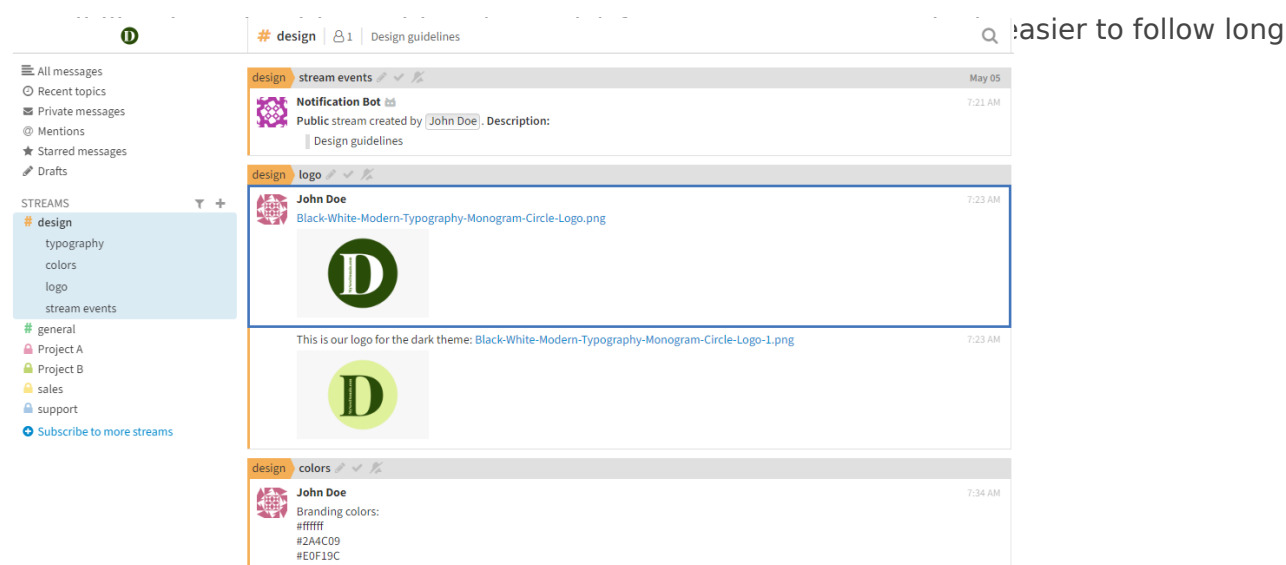 easier to follow long
# design 1 Design guidelines
All messages
Recent topics
Private messages
@ Mentions
Starred messages
Drafts
STREAMS
# design
typography
colors
logo
stream events
# general
Project A
Project B
sales
support
Subscribe to more streams
design stream events May 05
Notification Bot 7:21 AM
Public stream created by John Doe . Description:
Design guidelines
design logo
John Doe 7:23 AM
Black-White-Modern-Typography-Monogram-Circle-Logo.png
D
This is our logo for the dark theme: Black-White-Modern-Typography-Monogram-Circle-Logo-1.png 7:23 AM
D
design colors
John Doe 7:34 AM
Branding colors:
#ffffff
#2A4C09
#E0F19C